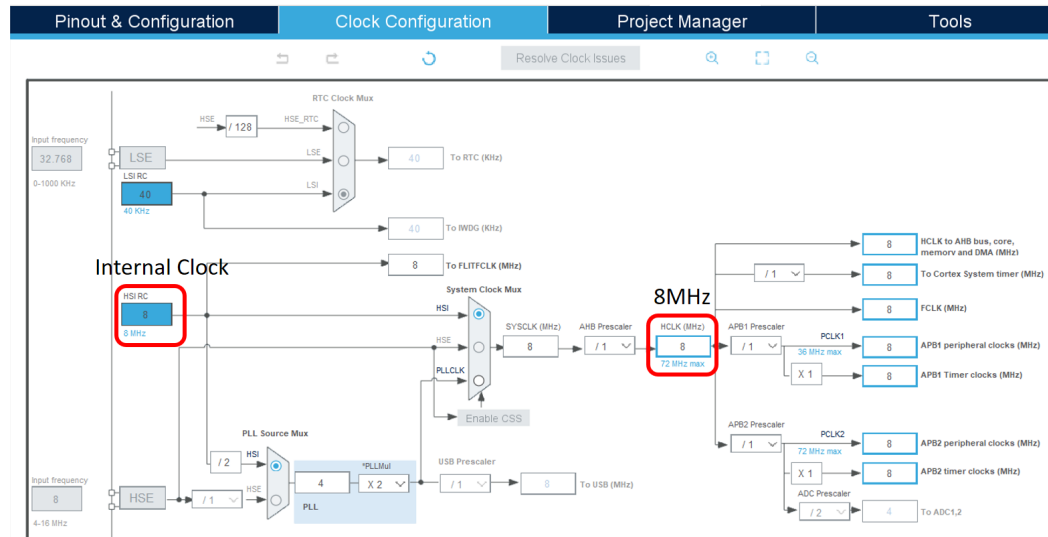 Pinout & Configuration
Clock Configuration
Project Manager
Tools
Resolve Clock Issues
RTC Clock Mux
HSE
/ 128
HSE_RTC
Input frequency
32.768
0-1000 KHz
LSE
LSE
40
To RTC (KHz)
LSI RC
40
40 KHz
LSI
40
To IWDG (KHz)
Internal Clock
8
To FLITFCLK (MHz)
HSI RC
8
8 MHz
System Clock Mux
HSI
HSE
PLLCLK
Enable CSS
SYSCLK (MHz)
8
AHB Prescaler
/ 1
8MHz
HCLK (MHz)
8
72 MHz max
8
HCLK to AHB bus, core,
memory and DMA (MHz)
/ 1
8
To Cortex System timer (MHz)
8
FCLK (MHz)
APB1 Prescaler
/ 1
PCLK1
36 MHz max
8
APB1 peripheral clocks (MHz)
X 1
8
APB1 Timer clocks (MHz)
APB2 Prescaler
/ 1
PCLK2
72 MHz max
8
APB2 peripheral clocks (MHz)
X 1
8
APB2 timer clocks (MHz)
ADC Prescaler
/ 2
4
To ADC1,2
PLL Source Mux
/ 2
HSI
Input frequency
8
4-16 MHz
HSE
/ 1
HSE
4
*PLLMul
X 2
PLL
USB Prescaler
/ 1
8
To USB (MHz)